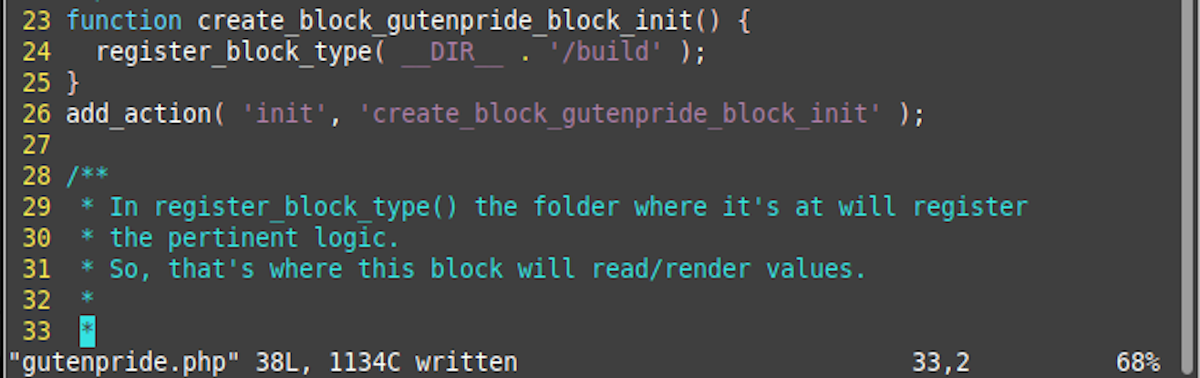 23 function create_block_gutenpride_block_init() {
24   register_block_type( __DIR__ . '/build' );
25 }
26 add_action( 'init', 'create_block_gutenpride_block_init' );
27
28 /**
29  * In register_block_type() the folder where it's at will register
30  * the pertinent logic.
31  * So, that's where this block will read/render values.
32  *
33  *
"gutenpride.php" 38L, 1134C written 33,2 68%